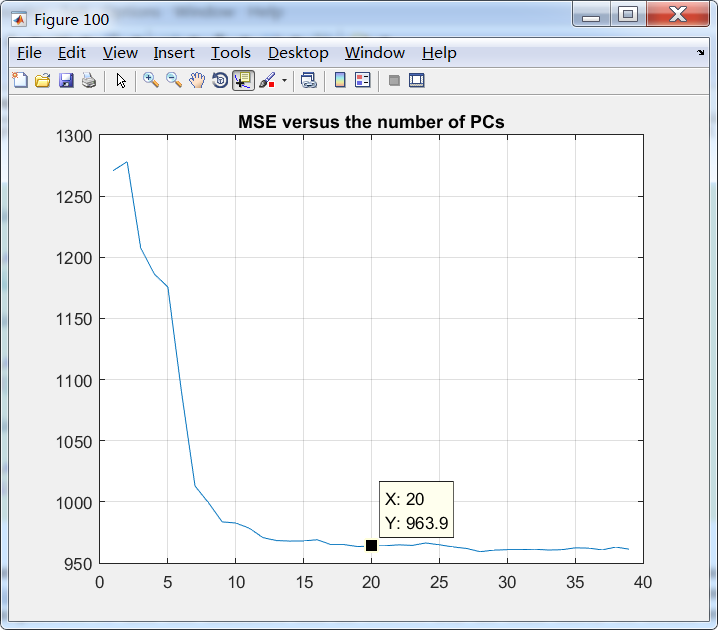 Figure 100
File Edit View Insert Tools Desktop Window Help
MSE versus the number of PCs
1300
1250
1200
1150
1100
1050
1000
950
X: 20
Y: 963.9
0 5 10 15 20 25 30 35 40